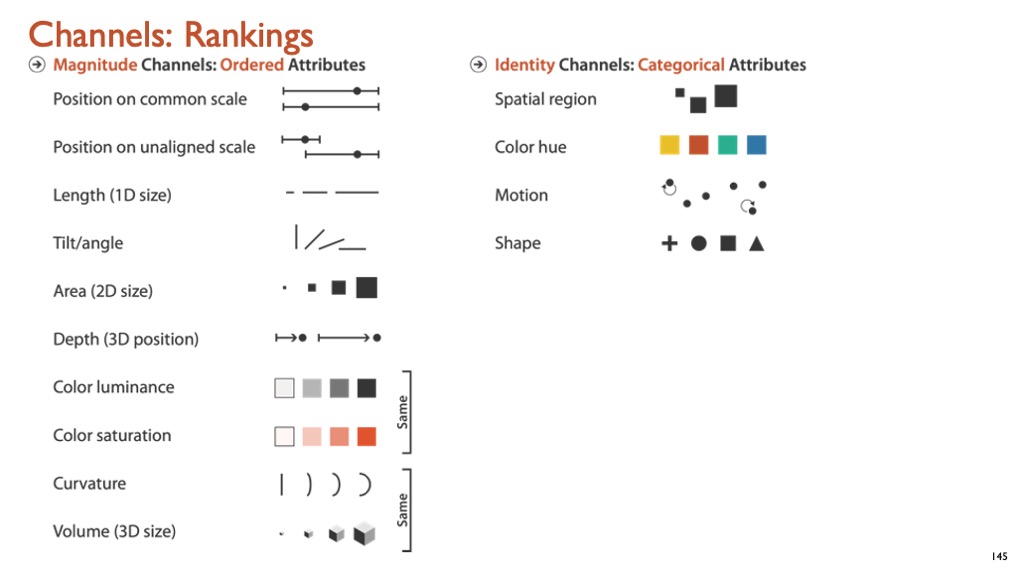 Channels: Rankings
Magnitude Channels: Ordered Attributes
Position on common scale
Position on unaligned scale
Length (1D size)
Tilt/angle
Area (2D size)
Depth (3D position)
Color luminance
Color saturation
Same
Curvature
Volume (3D size)
Same
Identity Channels: Categorical Attributes
Spatial region
Color hue
Motion
Shape
145